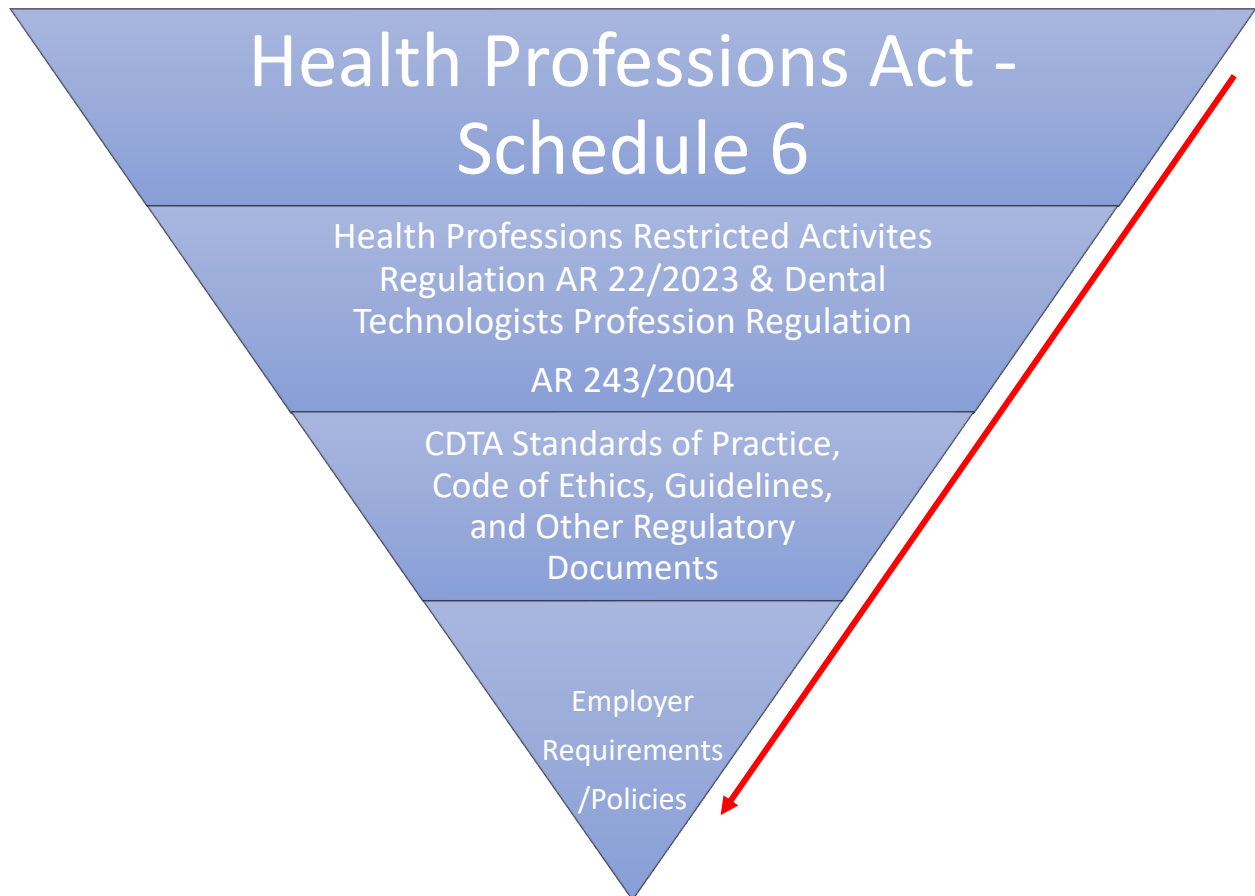 Health Professions Act -
Schedule 6
Health Professions Restricted Activites
Regulation AR 22/2023 & Dental
Technologists Profession Regulation
AR 243/2004
CDTA Standards of Practice,
Code of Ethics, Guidelines,
and Other Regulatory
Documents
Employer
Requirements
/Policies